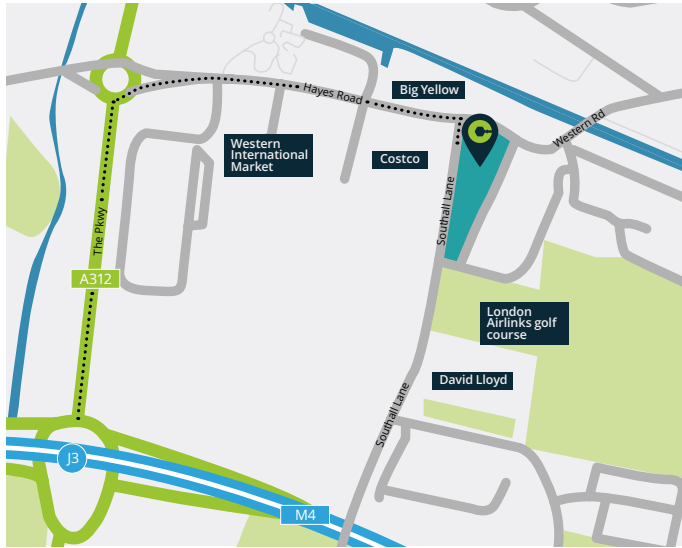 Big Yellow
Hayes Road
Western Rd
Western
International
Market
Costco
Southall Lane
The Pkwy
A312
London
Airlinks golf
course
David Lloyd
Southall Lane
J3
M4